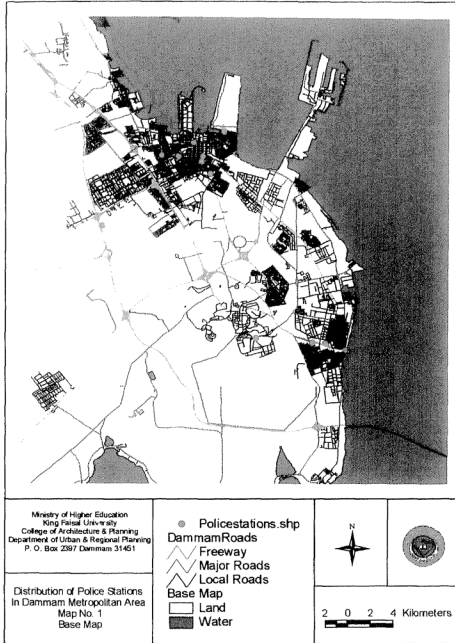 Ministry of Higher Education
King Faisal University
College of Architecture & Planning
Department of Urban & Regional Planning
P. O. Box 2397 Dammam 31451
Distribution of Police Stations
In Dammam Metropolitan Area
Map No. 1
Base Map
Policestations.shp
DammamRoads
Freeway
Major Roads
Local Roads
Base Map
Land
Water
N
2 0 2 4 Kilometers